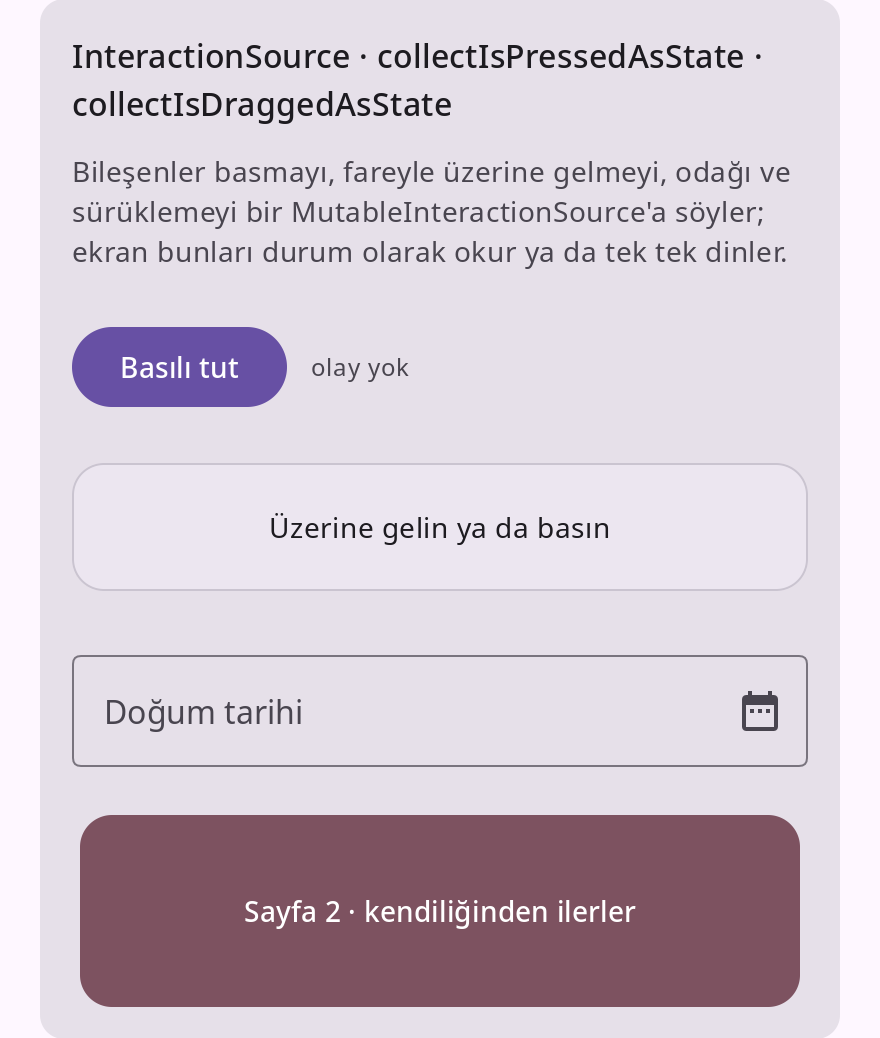 InteractionSource · collectIsPressedAsState ·
collectIsDraggedAsState
Bileşenler basmayı, fareyle üzerine gelmeyi, odağı ve
sürüklemeyi bir MutableInteractionSource'a söyler;
ekran bunları durum olarak okur ya da tek tek dinler.
Basılı tut
olay yok
Üzerine gelin ya da basın
Doğum tarihi
Sayfa 2 · kendiliğinden ilerler